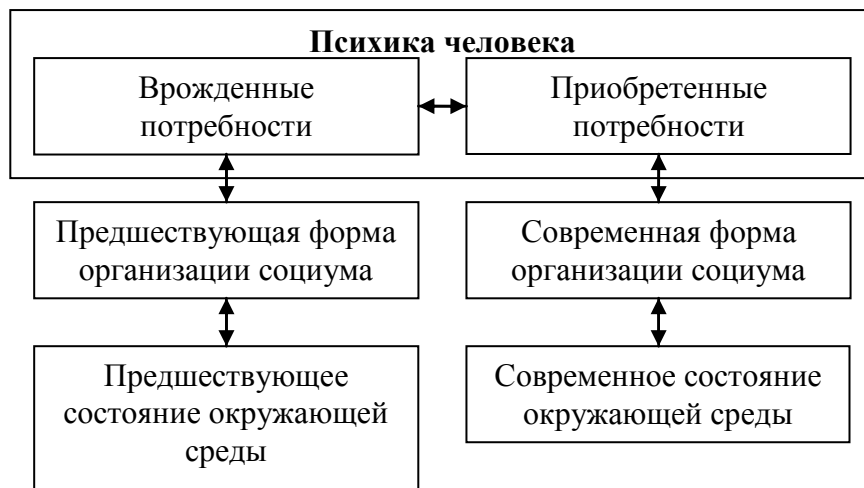 Психика человека
Врожденные
потребности
Приобретенные
потребности
Предшествующая форма
организации социума
Современная форма
организации социума
Предшествующее
состояние окружающей
среды
Современное состояние
окружающей среды